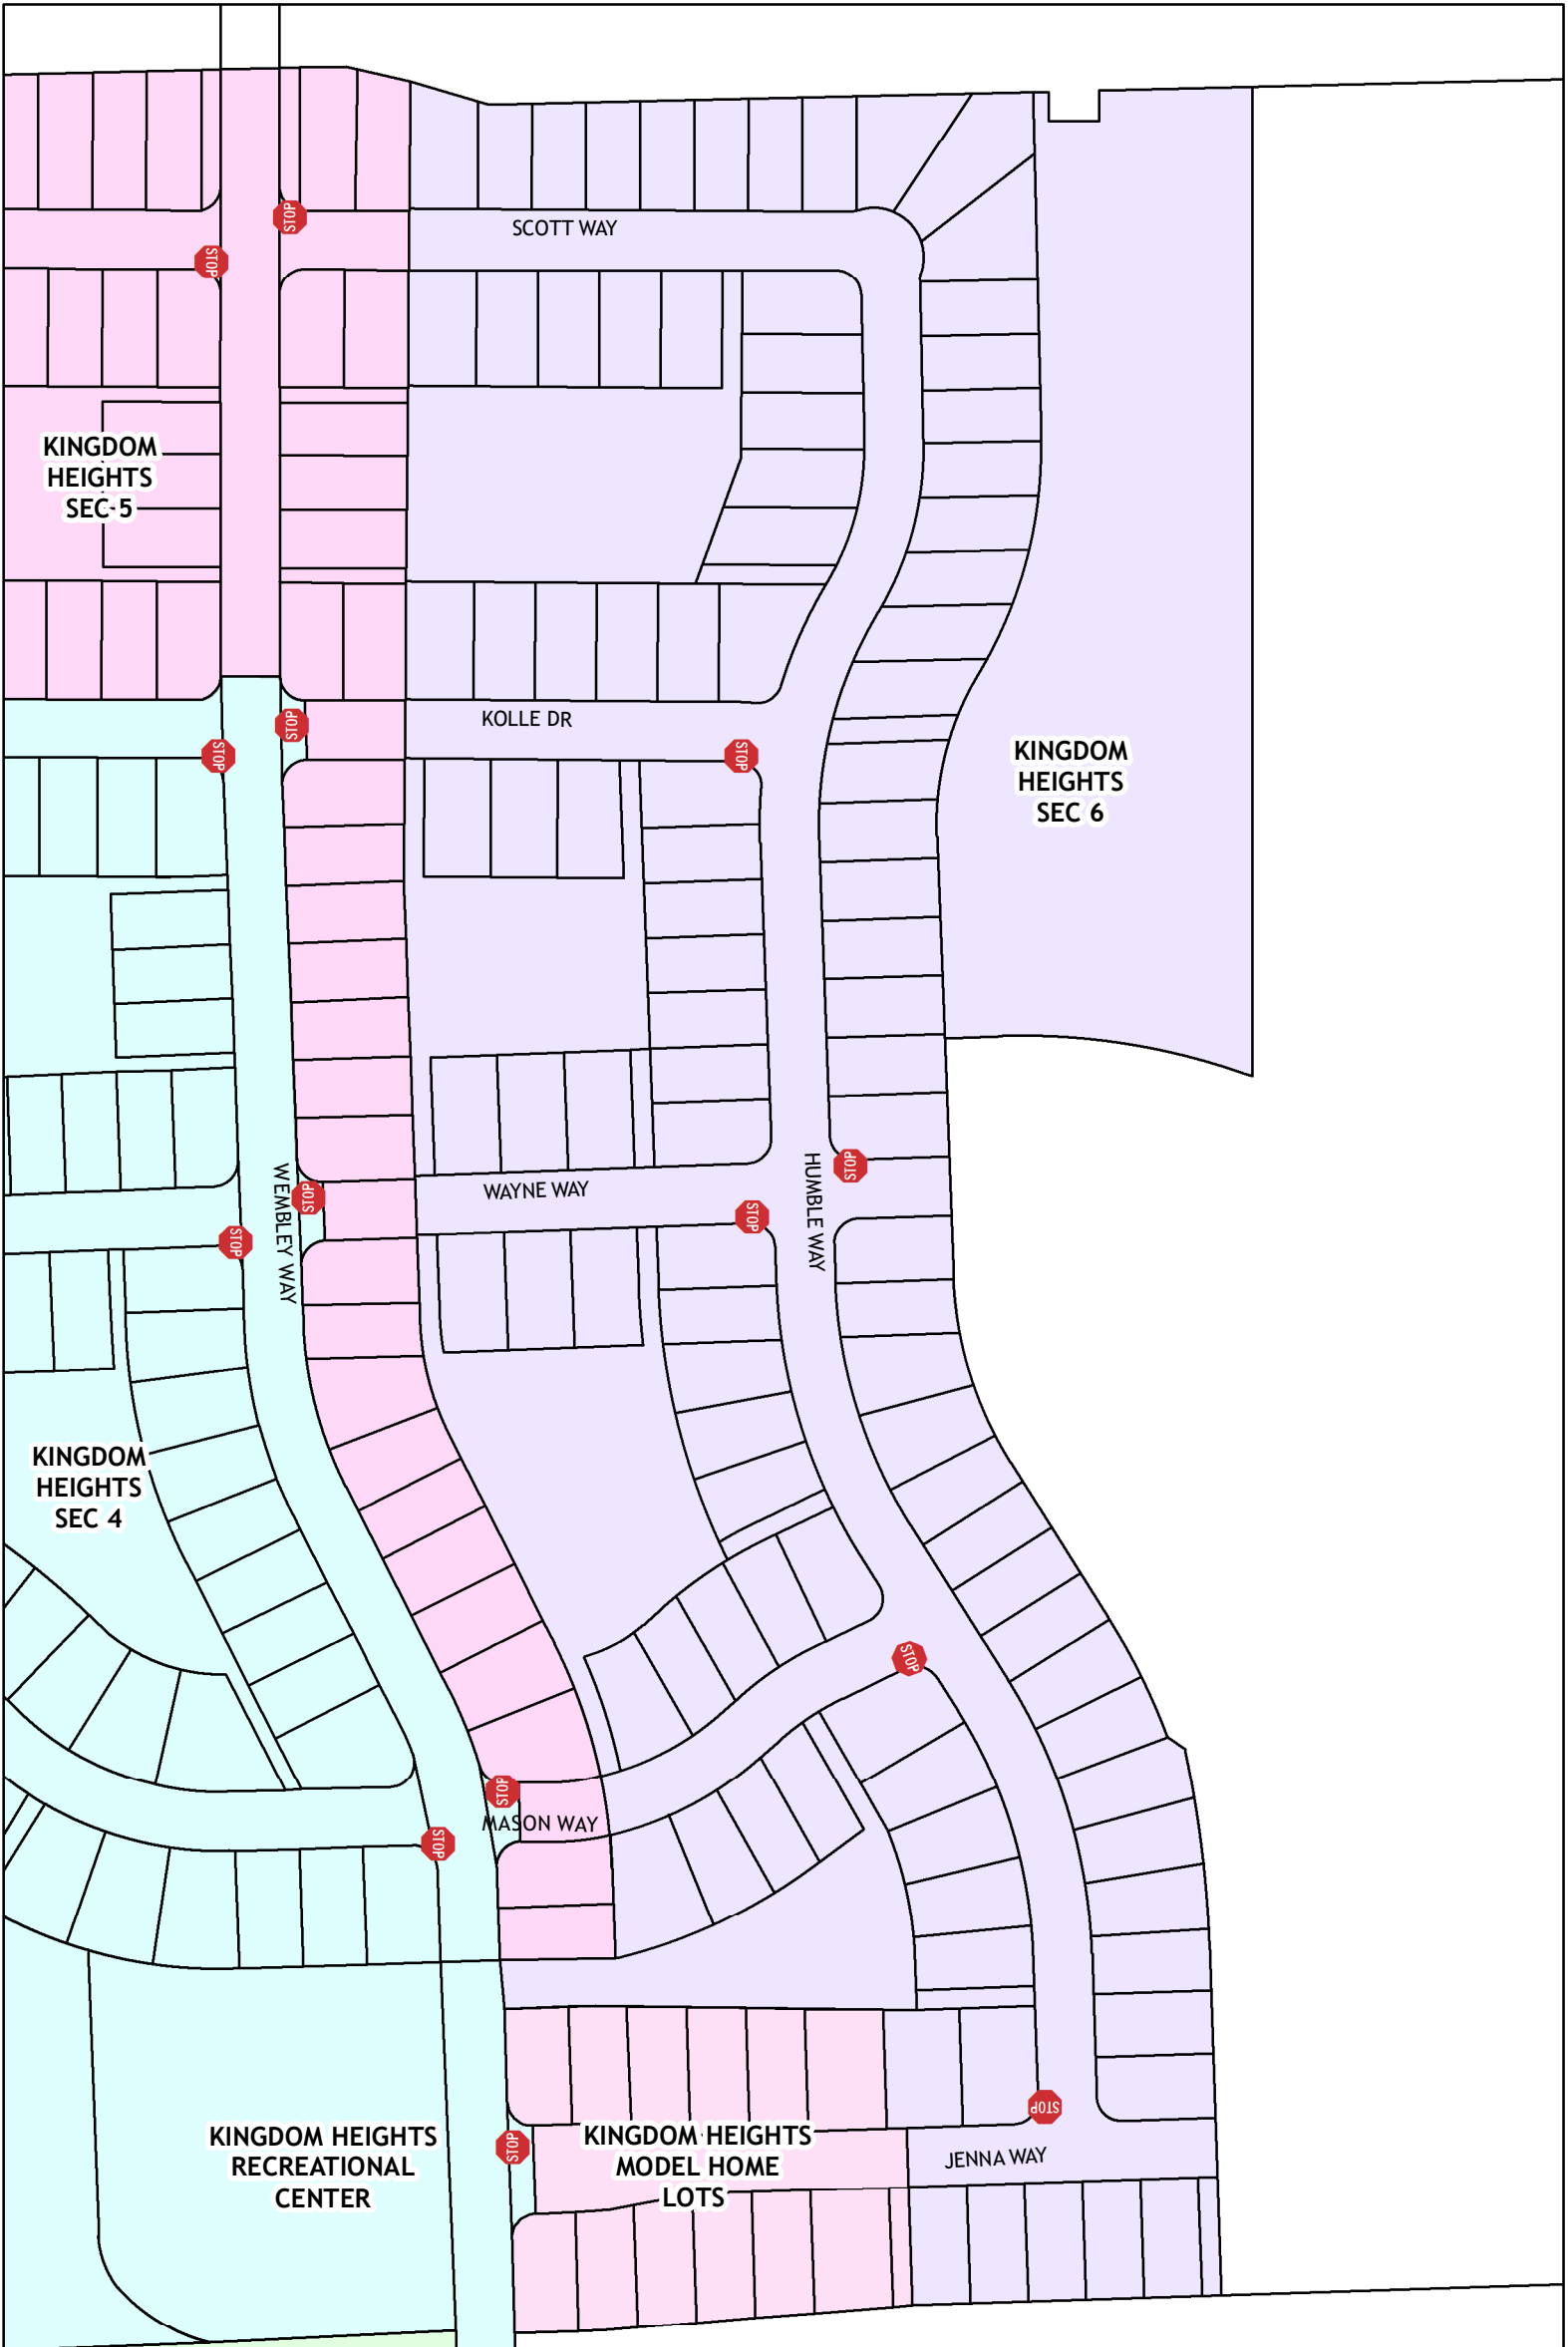 STOP
SCOTT WAY
STOP
KINGDOM
HEIGHTS
SEC 5
KOLLE DR
STOP
STOP
STOP
KINGDOM
HEIGHTS
SEC 6
HUMBLE WAY
STOP
WEMBLEY WAY
STOP
WAYNE WAY
STOP
STOP
KINGDOM
HEIGHTS
SEC 4
STOP
STOP
MASON WAY
STOP
STOP
KINGDOM HEIGHTS
RECREATIONAL
CENTER
STOP
KINGDOM HEIGHTS
MODEL HOME
LOTS
JENNA WAY